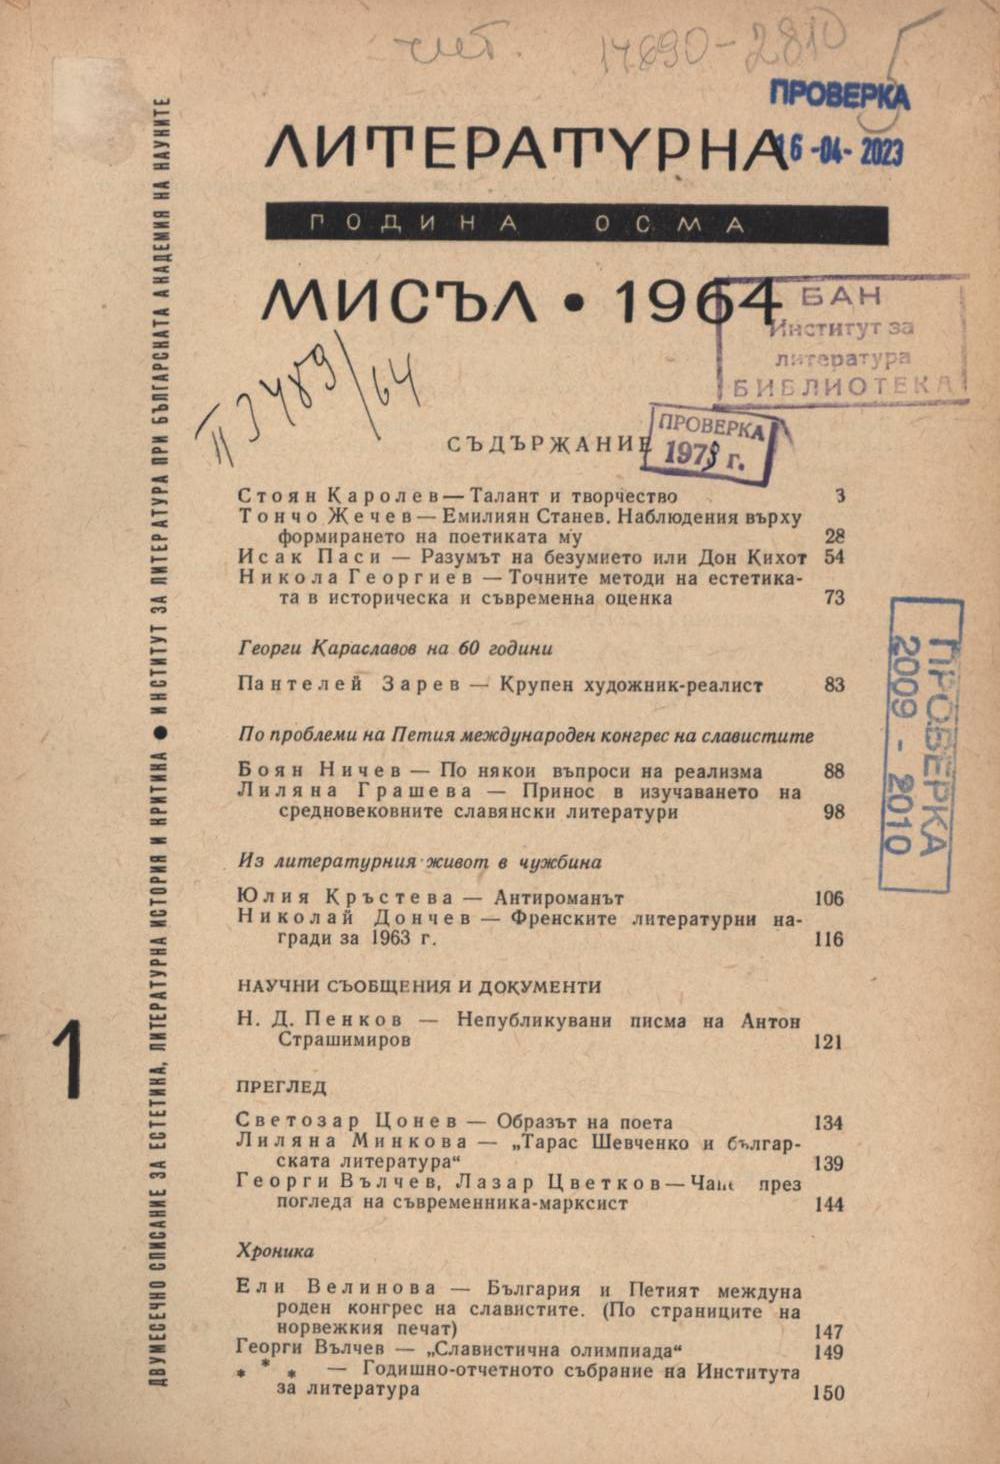 чит. 14690-2810
ПРОВЕРКА
16-04-2023
ЛИТЕРАТУРНА
ГОДИНА ОСМА
МИСЪЛ • 1964
БАН
Институт за
литература
БИБЛИОТЕКА
II 3489/64
ПРОВЕРКА
1973 г.
СЪДЪРЖАНИЕ
Стоян Каролев — Талант и творчество 3
Тончо Жечев — Емилиян Станев. Наблюдения върху
формирането на поетиката му 28
Исак Паси — Разумът на безумието или Дон Кихот 54
Никола Георгиев — Точните методи на естетика-
та в историческа и съвременна оценка 73
Георги Караславов на 60 години
Пантелей Зарев — Крупен художник-реалист 83
По проблеми на Петия международен конгрес на славистите
Боян Ничев — По някои въпроси на реализма 88
Лиляна Грашева — Принос в изучаването на
средновековните славянски литератури 98
Из литературния живот в чужбина
Юлия Кръстева — Антироманът 106
Николай Дончев — Френските литературни на-
гради за 1963 г. 116
НАУЧНИ СЪОБЩЕНИЯ И ДОКУМЕНТИ
Н. Д. Пенков — Непубликувани писма на Антон
Страшимиров 121
ПРЕГЛЕД
Светозар Цонев — Образът на поета 134
Лиляна Минкова — „Тарас Шевченко и българ-
ската литература“ 139
Георги Вълчев, Лазар Цветков — през
погледа на съвременника-марксист 144
Хроника
Ели Велинова — България и Петият междуна
роден конгрес на славистите. (По страниците на
норвежкия печат) 147
Георги Вълчев — „Славистична олимпиада“ 149
* * * — Годишно-отчетното събрание на Института
за литература 150
ПРОВЕРКА
2009 - 2010
1
ДВУМЕСЕЧНО СПИСАНИЕ ЗА ЕСТЕТИКА, ЛИТЕРАТУРНА ИСТОРИЯ И КРИТИКА ● ИНСТИТУТ ЗА ЛИТЕРАТУРА ПРИ БЪЛГАРСКАТА АКАДЕМИЯ НА НАУКИТЕ